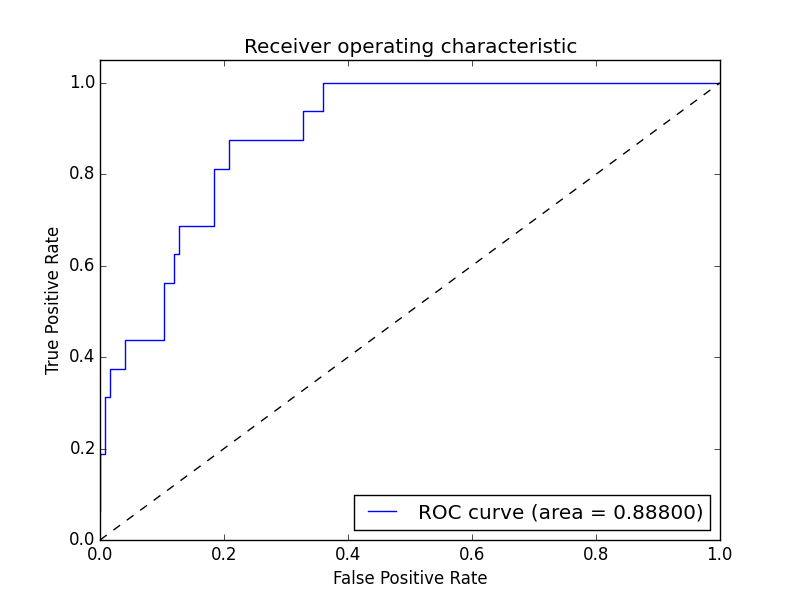 Receiver operating characteristic
True Positive Rate
1.0
0.8
0.6
0.4
0.2
0.0
ROC curve (area = 0.88800)
0.0 0.2 0.4 0.6 0.8 1.0
False Positive Rate